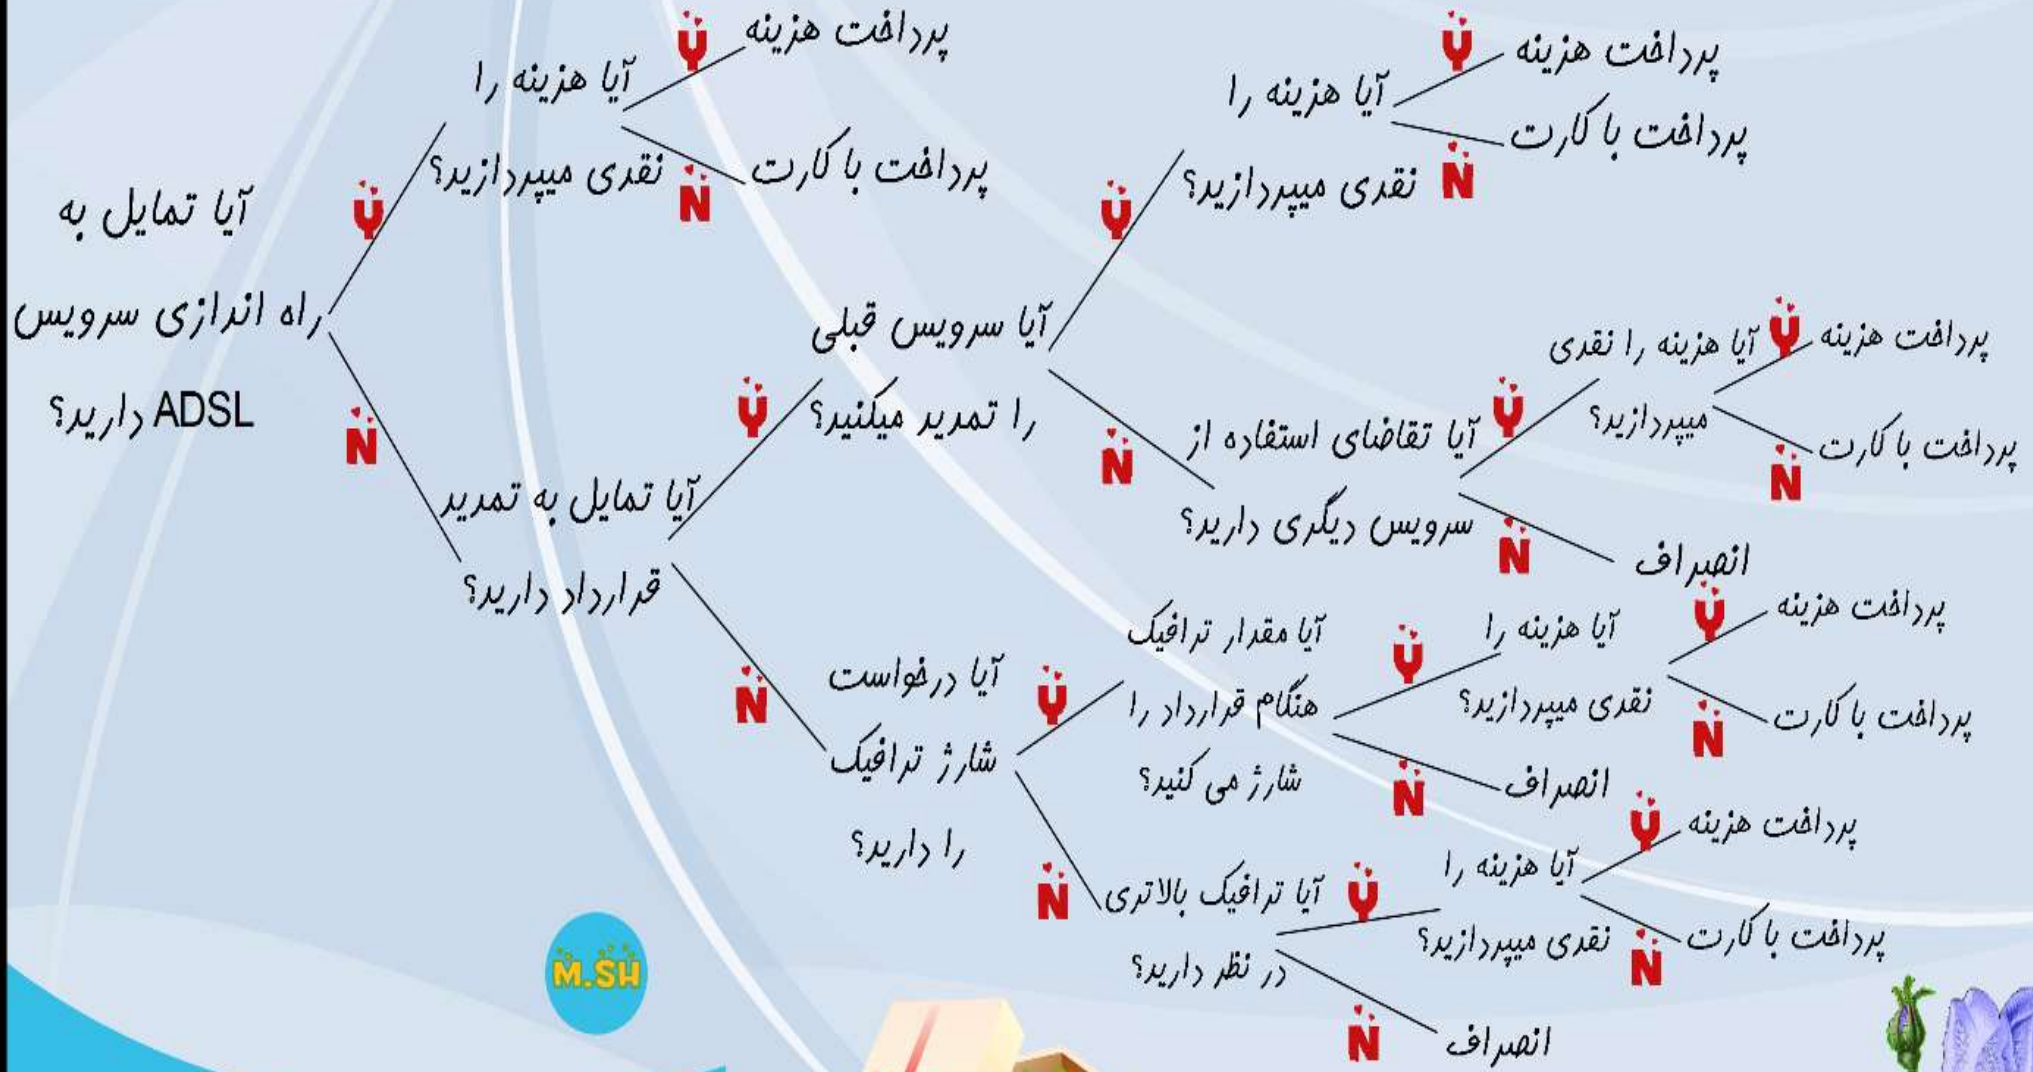 آیا تمایل به
راه اندازی سرویس
ADSL دارید؟
Y
N
آیا هزینه را
نقدی میپردازید؟
Y
پرداخت هزینه
N
پرداخت با کارت
آیا تمایل به تمدید
قرارداد دارید؟
Y
N
آیا سرویس قبلی
را تمدید میکنید؟
Y
N
آیا هزینه را
نقدی میپردازید؟
Y
پرداخت هزینه
N
پرداخت با کارت
آیا تقاضای استفاده از
سرویس دیگری دارید؟
Y
N
آیا هزینه را نقدی
میپردازید؟
Y
پرداخت هزینه
N
پرداخت با کارت
انصراف
آیا درخواست
شارژ ترافیک
را دارید؟
Y
N
آیا مقدار ترافیک
هنگام قرارداد را
شارژ می کنید؟
Y
N
آیا هزینه را
نقدی میپردازید؟
Y
پرداخت هزینه
N
پرداخت با کارت
انصراف
آیا ترافیک بالاتری
در نظر دارید؟
Y
N
آیا هزینه را
نقدی میپردازید؟
Y
پرداخت هزینه
N
پرداخت با کارت
انصراف
M.SH